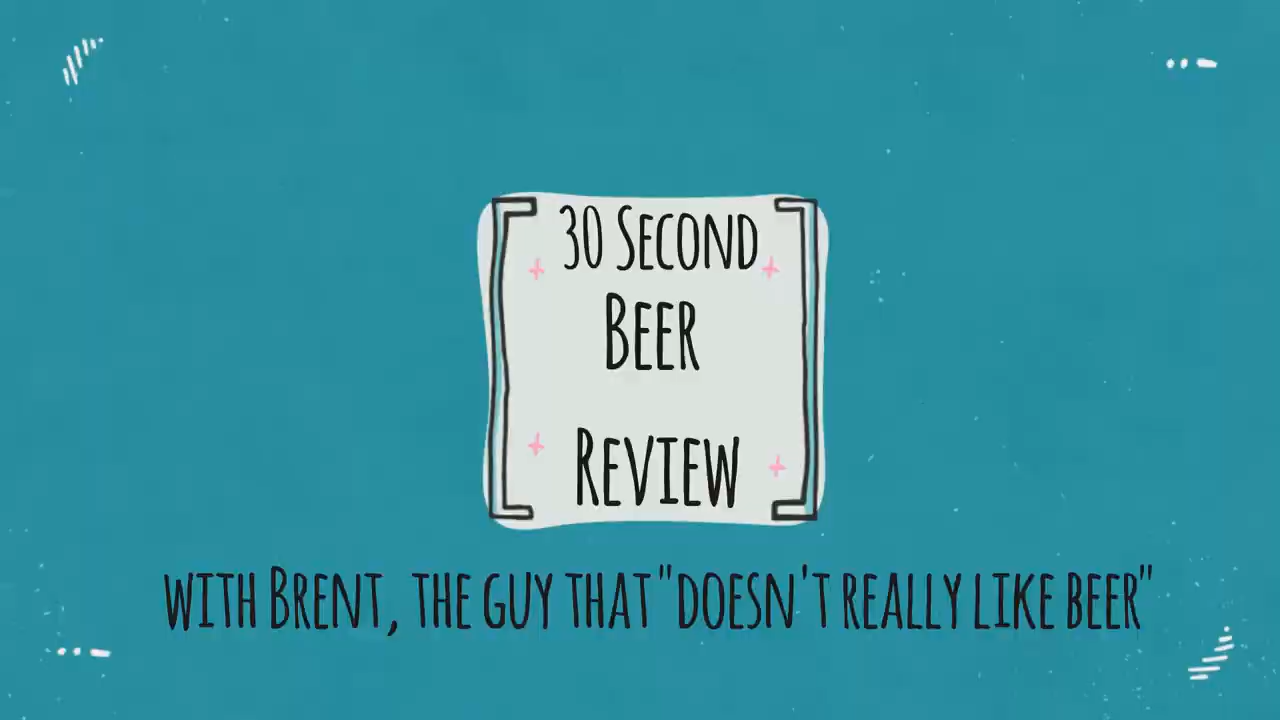 30 Second
Beer
Review
with Brent, the guy that "doesn't really like beer"